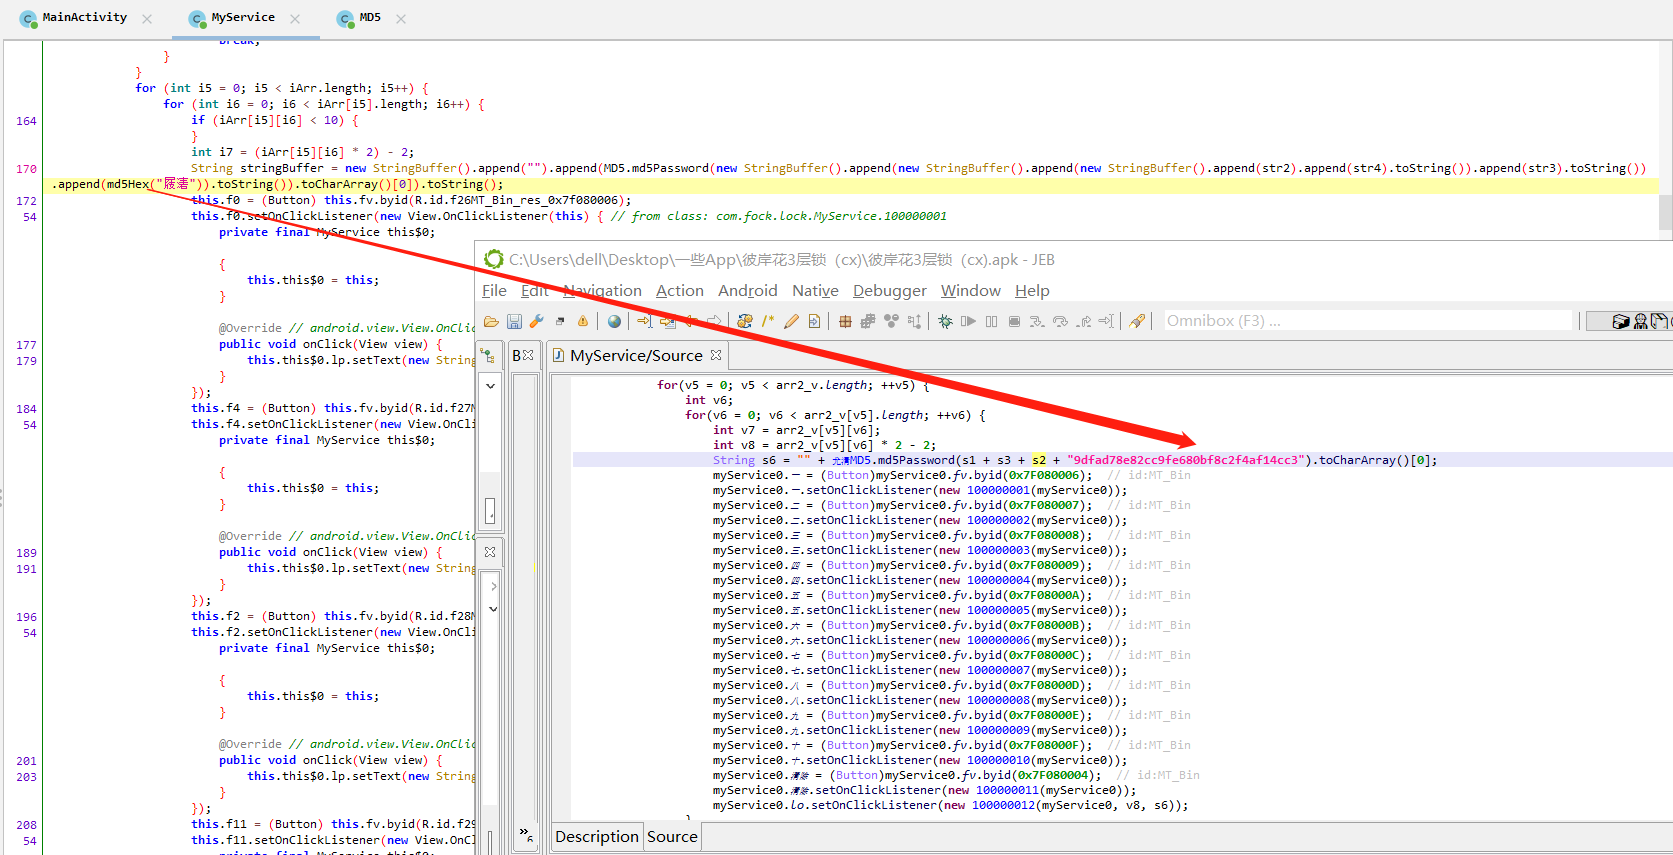 MainActivity
MyService
MD5
break;
}
}
for (int i5 = 0; i5 < iArr.length; i5++) {
for (int i6 = 0; i6 < iArr[i5].length; i6++) {
164 if (iArr[i5][i6] < 10) {
}
int i7 = (iArr[i5][i6] * 2) - 2;
170 String stringBuffer = new StringBuffer().append("").append(MD5.md5Password(new StringBuffer().append(new StringBuffer().append(new StringBuffer().append(str2).append(str4).toString()).append(str3).toString())
.append(md5Hex("")).toString()).toCharArray()[0]).toString();
172 this.f0 = (Button) this.fv.byid(R.id.f26MT_Bin_res_0x7f080006);
54 this.f0.setOnClickListener(new View.OnClickListener(this) { // from class: com.fock.lock.MyService.100000001
private final MyService this$0;
{
this.this$0 = this;
}
@Override // android.view.View.OnClic
177 public void onClick(View view) {
179 this.this$0.lp.setText(new String
}
});
184 this.f4 = (Button) this.fv.byid(R.id.f27M
54 this.f4.setOnClickListener(new View.OnCli
private final MyService this$0;
{
this.this$0 = this;
}
@Override // android.view.View.OnClic
189 public void onClick(View view) {
191 this.this$0.lp.setText(new String
}
});
196 this.f2 = (Button) this.fv.byid(R.id.f28M
54 this.f2.setOnClickListener(new View.OnCli
private final MyService this$0;
{
this.this$0 = this;
}
@Override // android.view.View.OnClic
201 public void onClick(View view) {
203 this.this$0.lp.setText(new String
}
});
208 this.f11 = (Button) this.fv.byid(R.id.f29
54 this.f11.setOnClickListener(new View.OnCl
private final MyService this$0;
C:\Users\dell\Desktop\一些App\彼岸花3层锁（cx)\彼岸花3层锁（cx).apk - JEB
File Edit Navigation Action Android Native Debugger Window Help
Omnibox (F3) ...
B
MyService/Source
for(v5 = 0; v5 < arr2_v.length; ++v5) {
int v6;
for(v6 = 0; v6 < arr2_v[v5].length; ++v6) {
int v7 = arr2_v[v5][v6];
int v8 = arr2_v[v5][v6] * 2 - 2;
String s6 = "" + MD5.md5Password(s1 + s3 + s2 + "9dfad78e82cc9fe680bf8c2f4af14cc3").toCharArray()[0];
myService0.一 = (Button)myService0.fv.byid(0x7F080006); // id:MT_Bin
myService0.一.setOnClickListener(new 100000001(myService0));
myService0.二 = (Button)myService0.fv.byid(0x7F080007); // id:MT_Bin
myService0.二.setOnClickListener(new 100000002(myService0));
myService0.三 = (Button)myService0.fv.byid(0x7F080008); // id:MT_Bin
myService0.三.setOnClickListener(new 100000003(myService0));
myService0.四 = (Button)myService0.fv.byid(0x7F080009); // id:MT_Bin
myService0.四.setOnClickListener(new 100000004(myService0));
myService0.五 = (Button)myService0.fv.byid(0x7F08000A); // id:MT_Bin
myService0.五.setOnClickListener(new 100000005(myService0));
myService0.六 = (Button)myService0.fv.byid(0x7F08000B); // id:MT_Bin
myService0.六.setOnClickListener(new 100000006(myService0));
myService0.七 = (Button)myService0.fv.byid(0x7F08000C); // id:MT_Bin
myService0.七.setOnClickListener(new 100000007(myService0));
myService0.八 = (Button)myService0.fv.byid(0x7F08000D); // id:MT_Bin
myService0.八.setOnClickListener(new 100000008(myService0));
myService0.九 = (Button)myService0.fv.byid(0x7F08000E); // id:MT_Bin
myService0.九.setOnClickListener(new 100000009(myService0));
myService0.十 = (Button)myService0.fv.byid(0x7F08000F); // id:MT_Bin
myService0.十.setOnClickListener(new 100000010(myService0));
myService0. = (Button)myService0.fv.byid(0x7F080004); // id:MT_Bin
myService0..setOnClickListener(new 100000011(myService0));
myService0.lo.setOnClickListener(new 100000012(myService0, v8, s6));
}
»6
Description Source